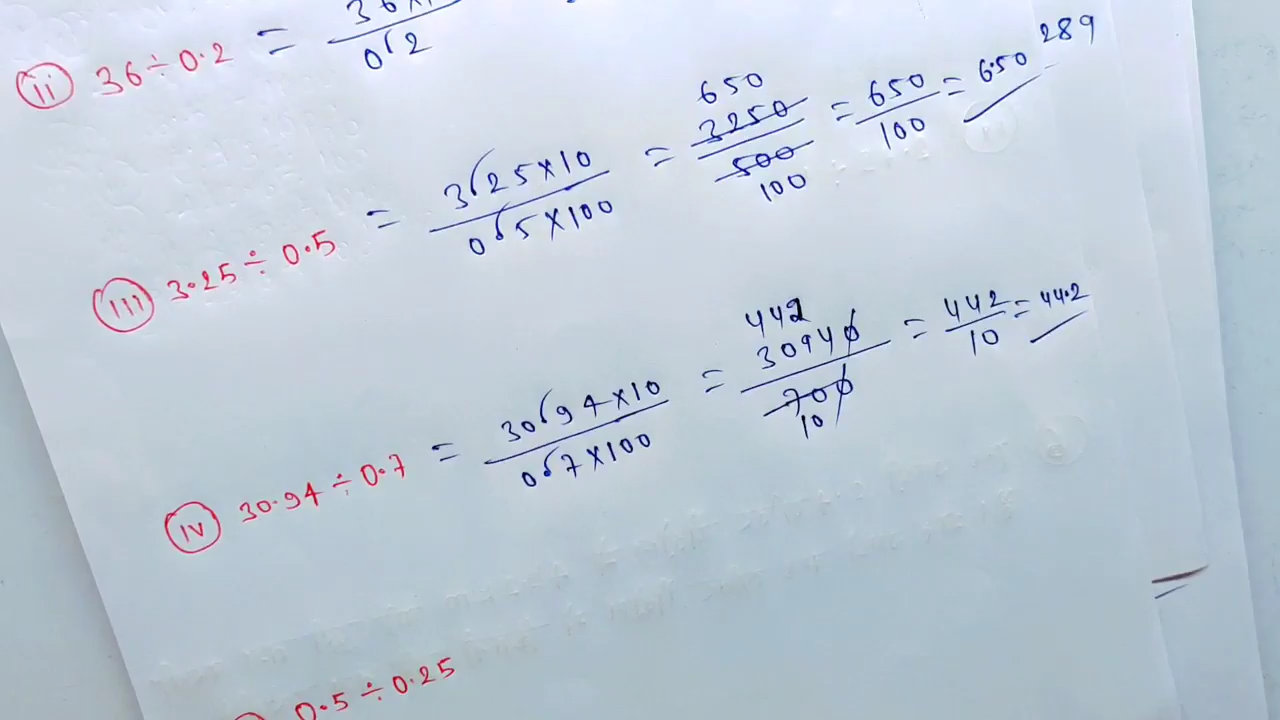 (ii) 36 ÷ 0.2 = 36 × 1 / 0.2
(iii) 3.25 ÷ 0.5 = 3.25 × 10 / 0.5 × 100 = 650 3250 / 500 100 = 650 / 100 = 6.50 289
(iv) 30.94 ÷ 0.7 = 30.94 × 10 / 0.7 × 100 = 442 30940 / 700 10 = 442 / 10 = 44.2
0.5 ÷ 0.25